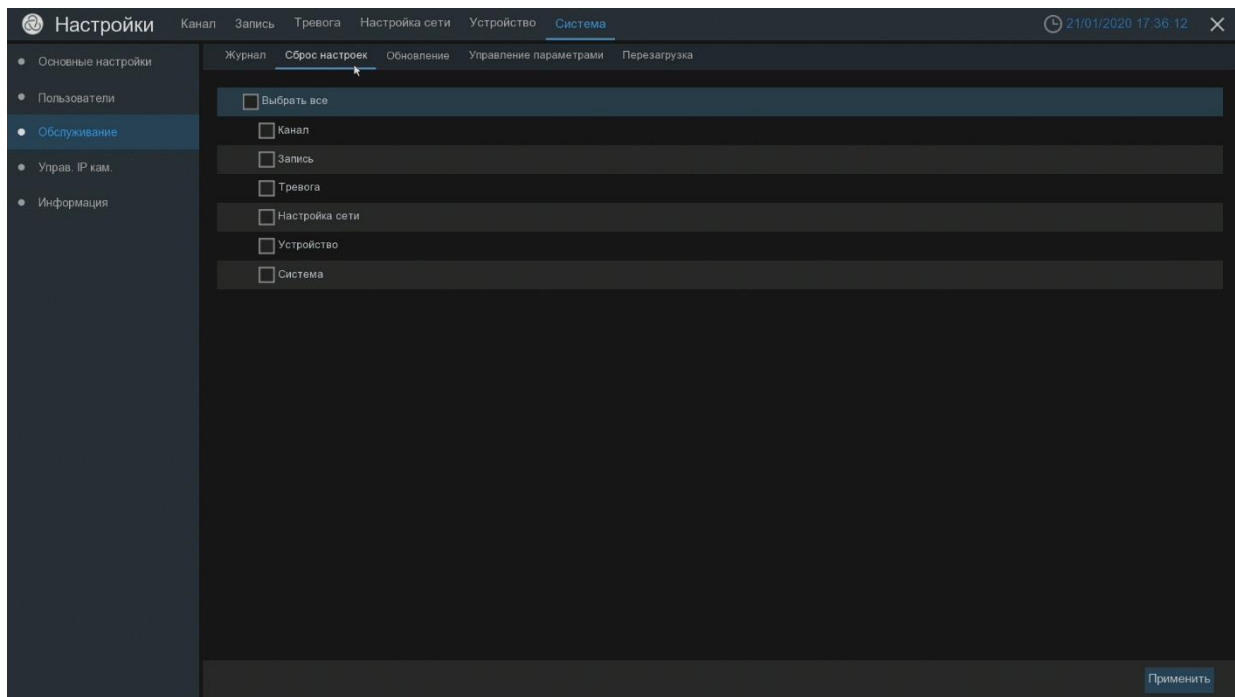 Настройки Канал Запись Тревога Настройка сети Устройство Система 21/01/2020 17:36:12
Журнал Сброс настроек Обновление Управление параметрами Перезагрузка
Основные настройки
Пользователи
Обслуживание
Управ. IP кам.
Информация
Выбрать все
Канал
Запись
Тревога
Настройка сети
Устройство
Система
Применить